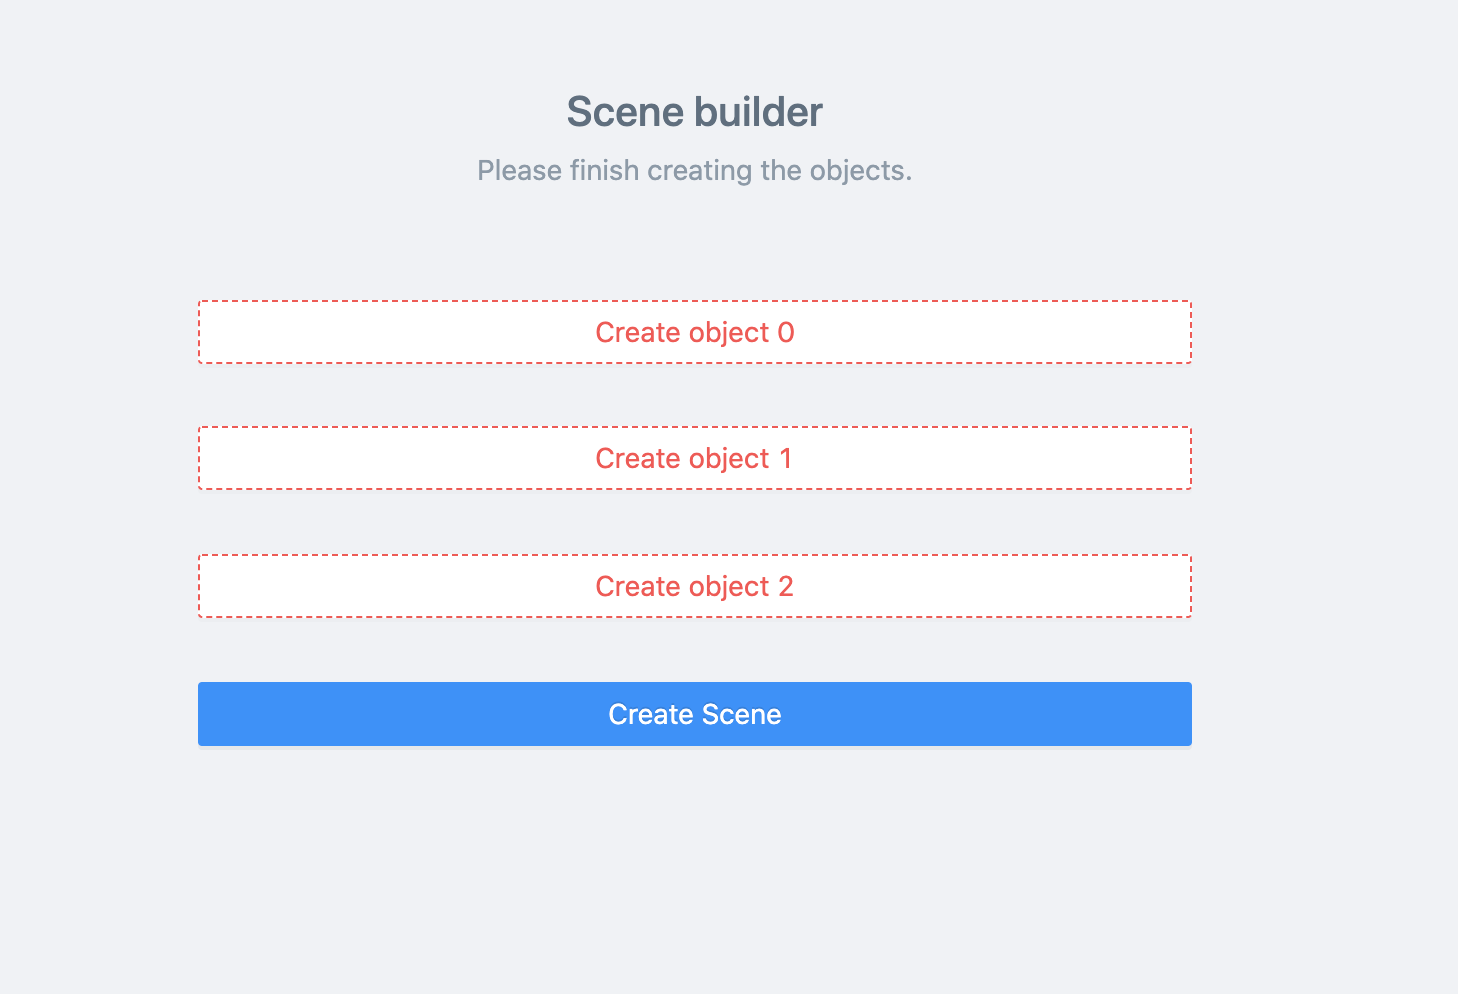 Scene builder
Please finish creating the objects.
Create object 0
Create object 1
Create object 2
Create Scene